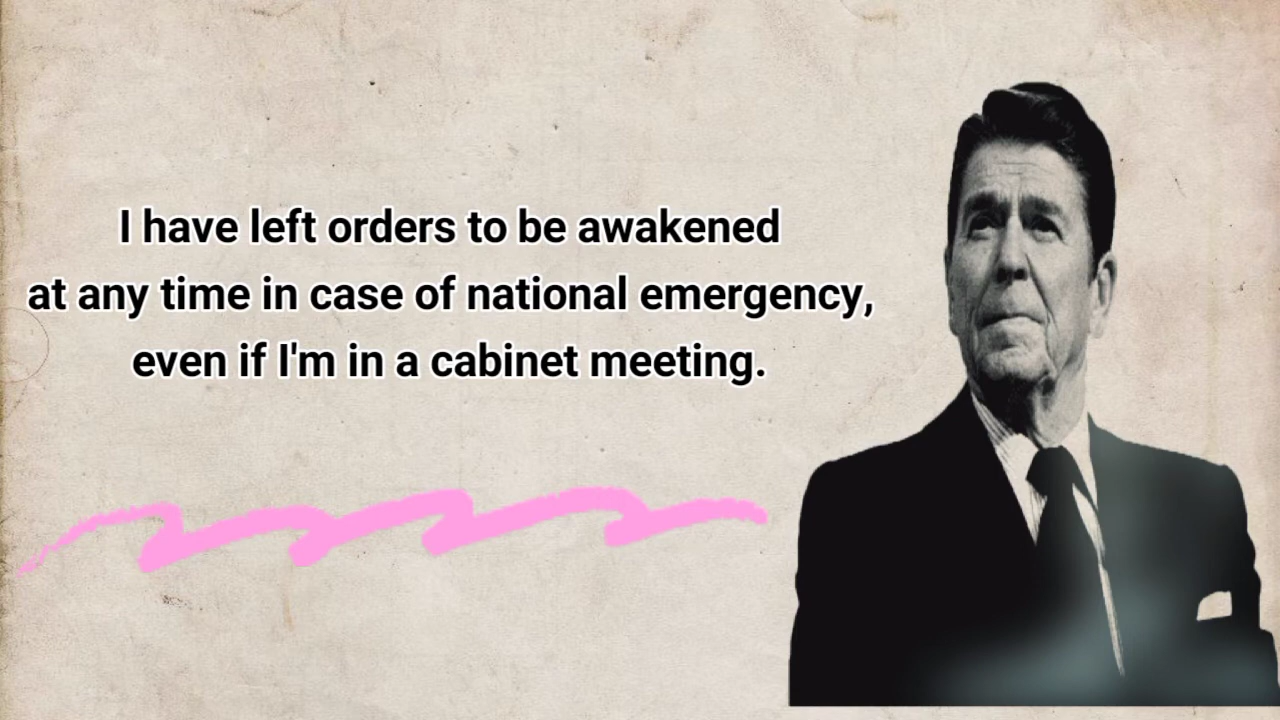 I have left orders to be awakened
at any time in case of national emergency,
even if I'm in a cabinet meeting.